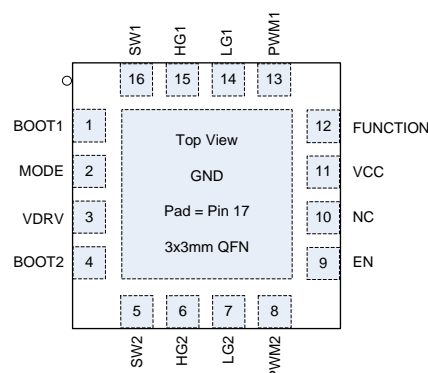 SW1
HG1
LG1
PWM1
16
15
14
13
BOOT1
1
MODE
2
VDRV
3
BOOT2
4
Top View
GND
Pad = Pin 17
3x3mm QFN
12
FUNCTION
11
VCC
10
NC
9
EN
5
6
7
8
SW2
HG2
LG2
PWM2